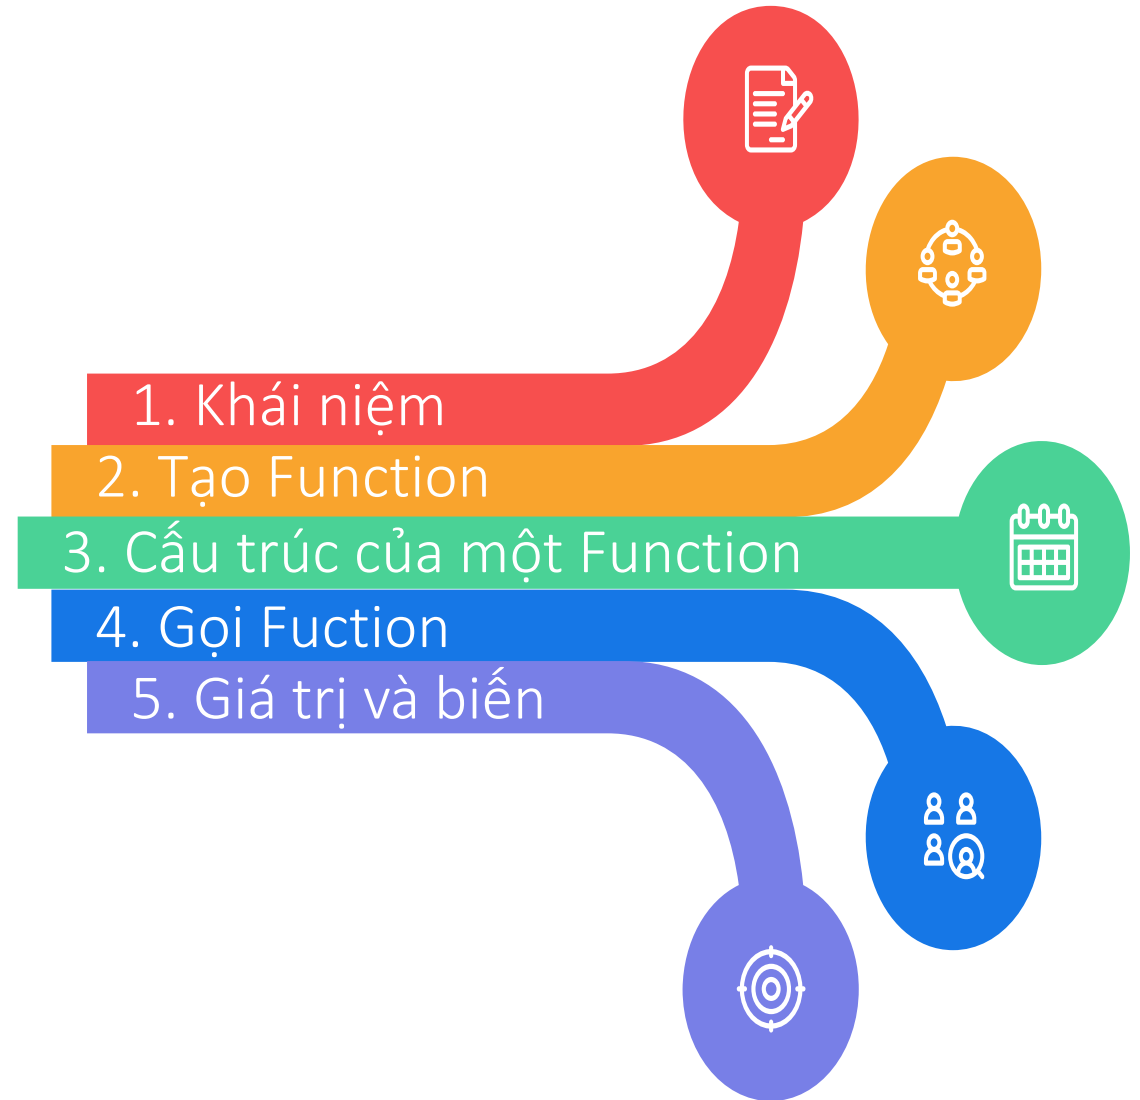 1. Khái niệm
2. Tạo Function
3. Cấu trúc của một Function
4. Gọi Fuction
5. Giá trị và biến